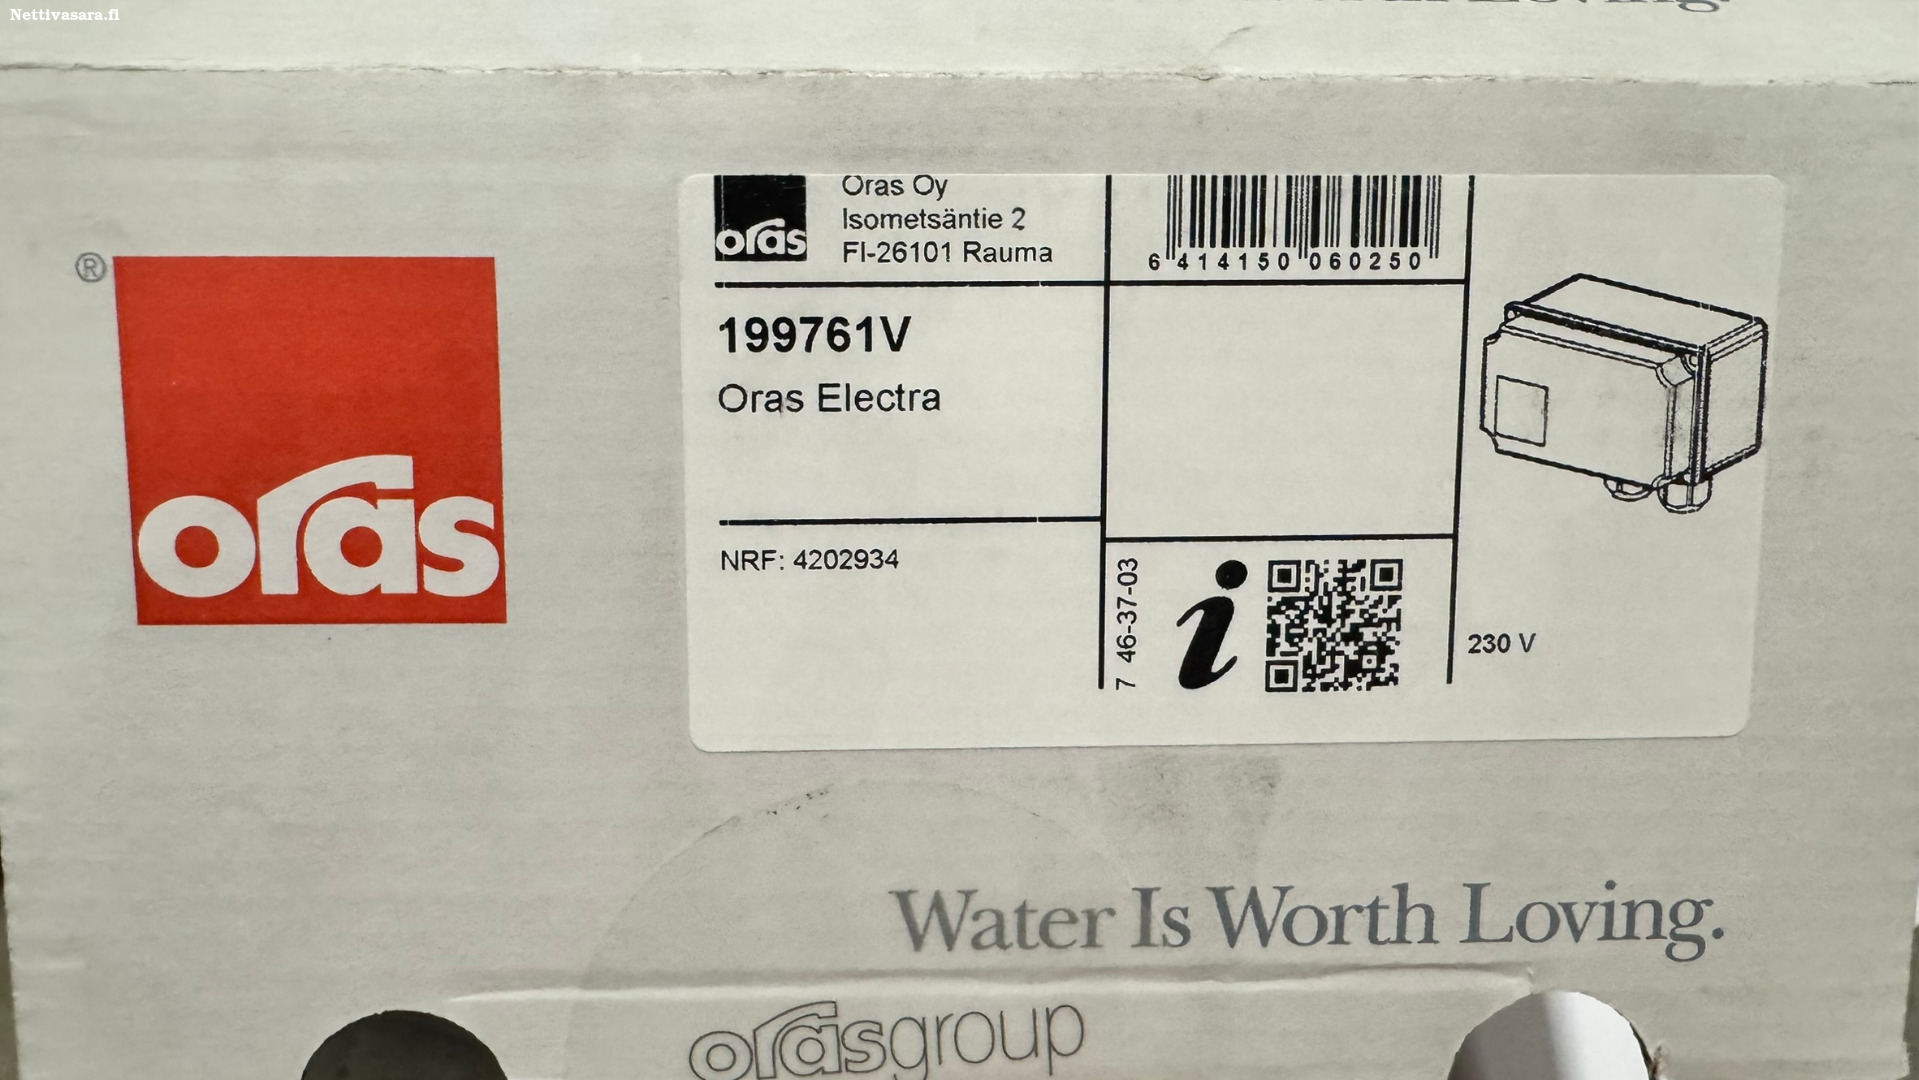 Nettivasara.fi
Oras Oy
Isometsäntie 2
FI-26101 Rauma
oras
6 414150 060250
®
199761V
Oras Electra
oras
NRF: 4202934
7 46-37-03
i
230 V
Water Is Worth Loving.
orasgroup